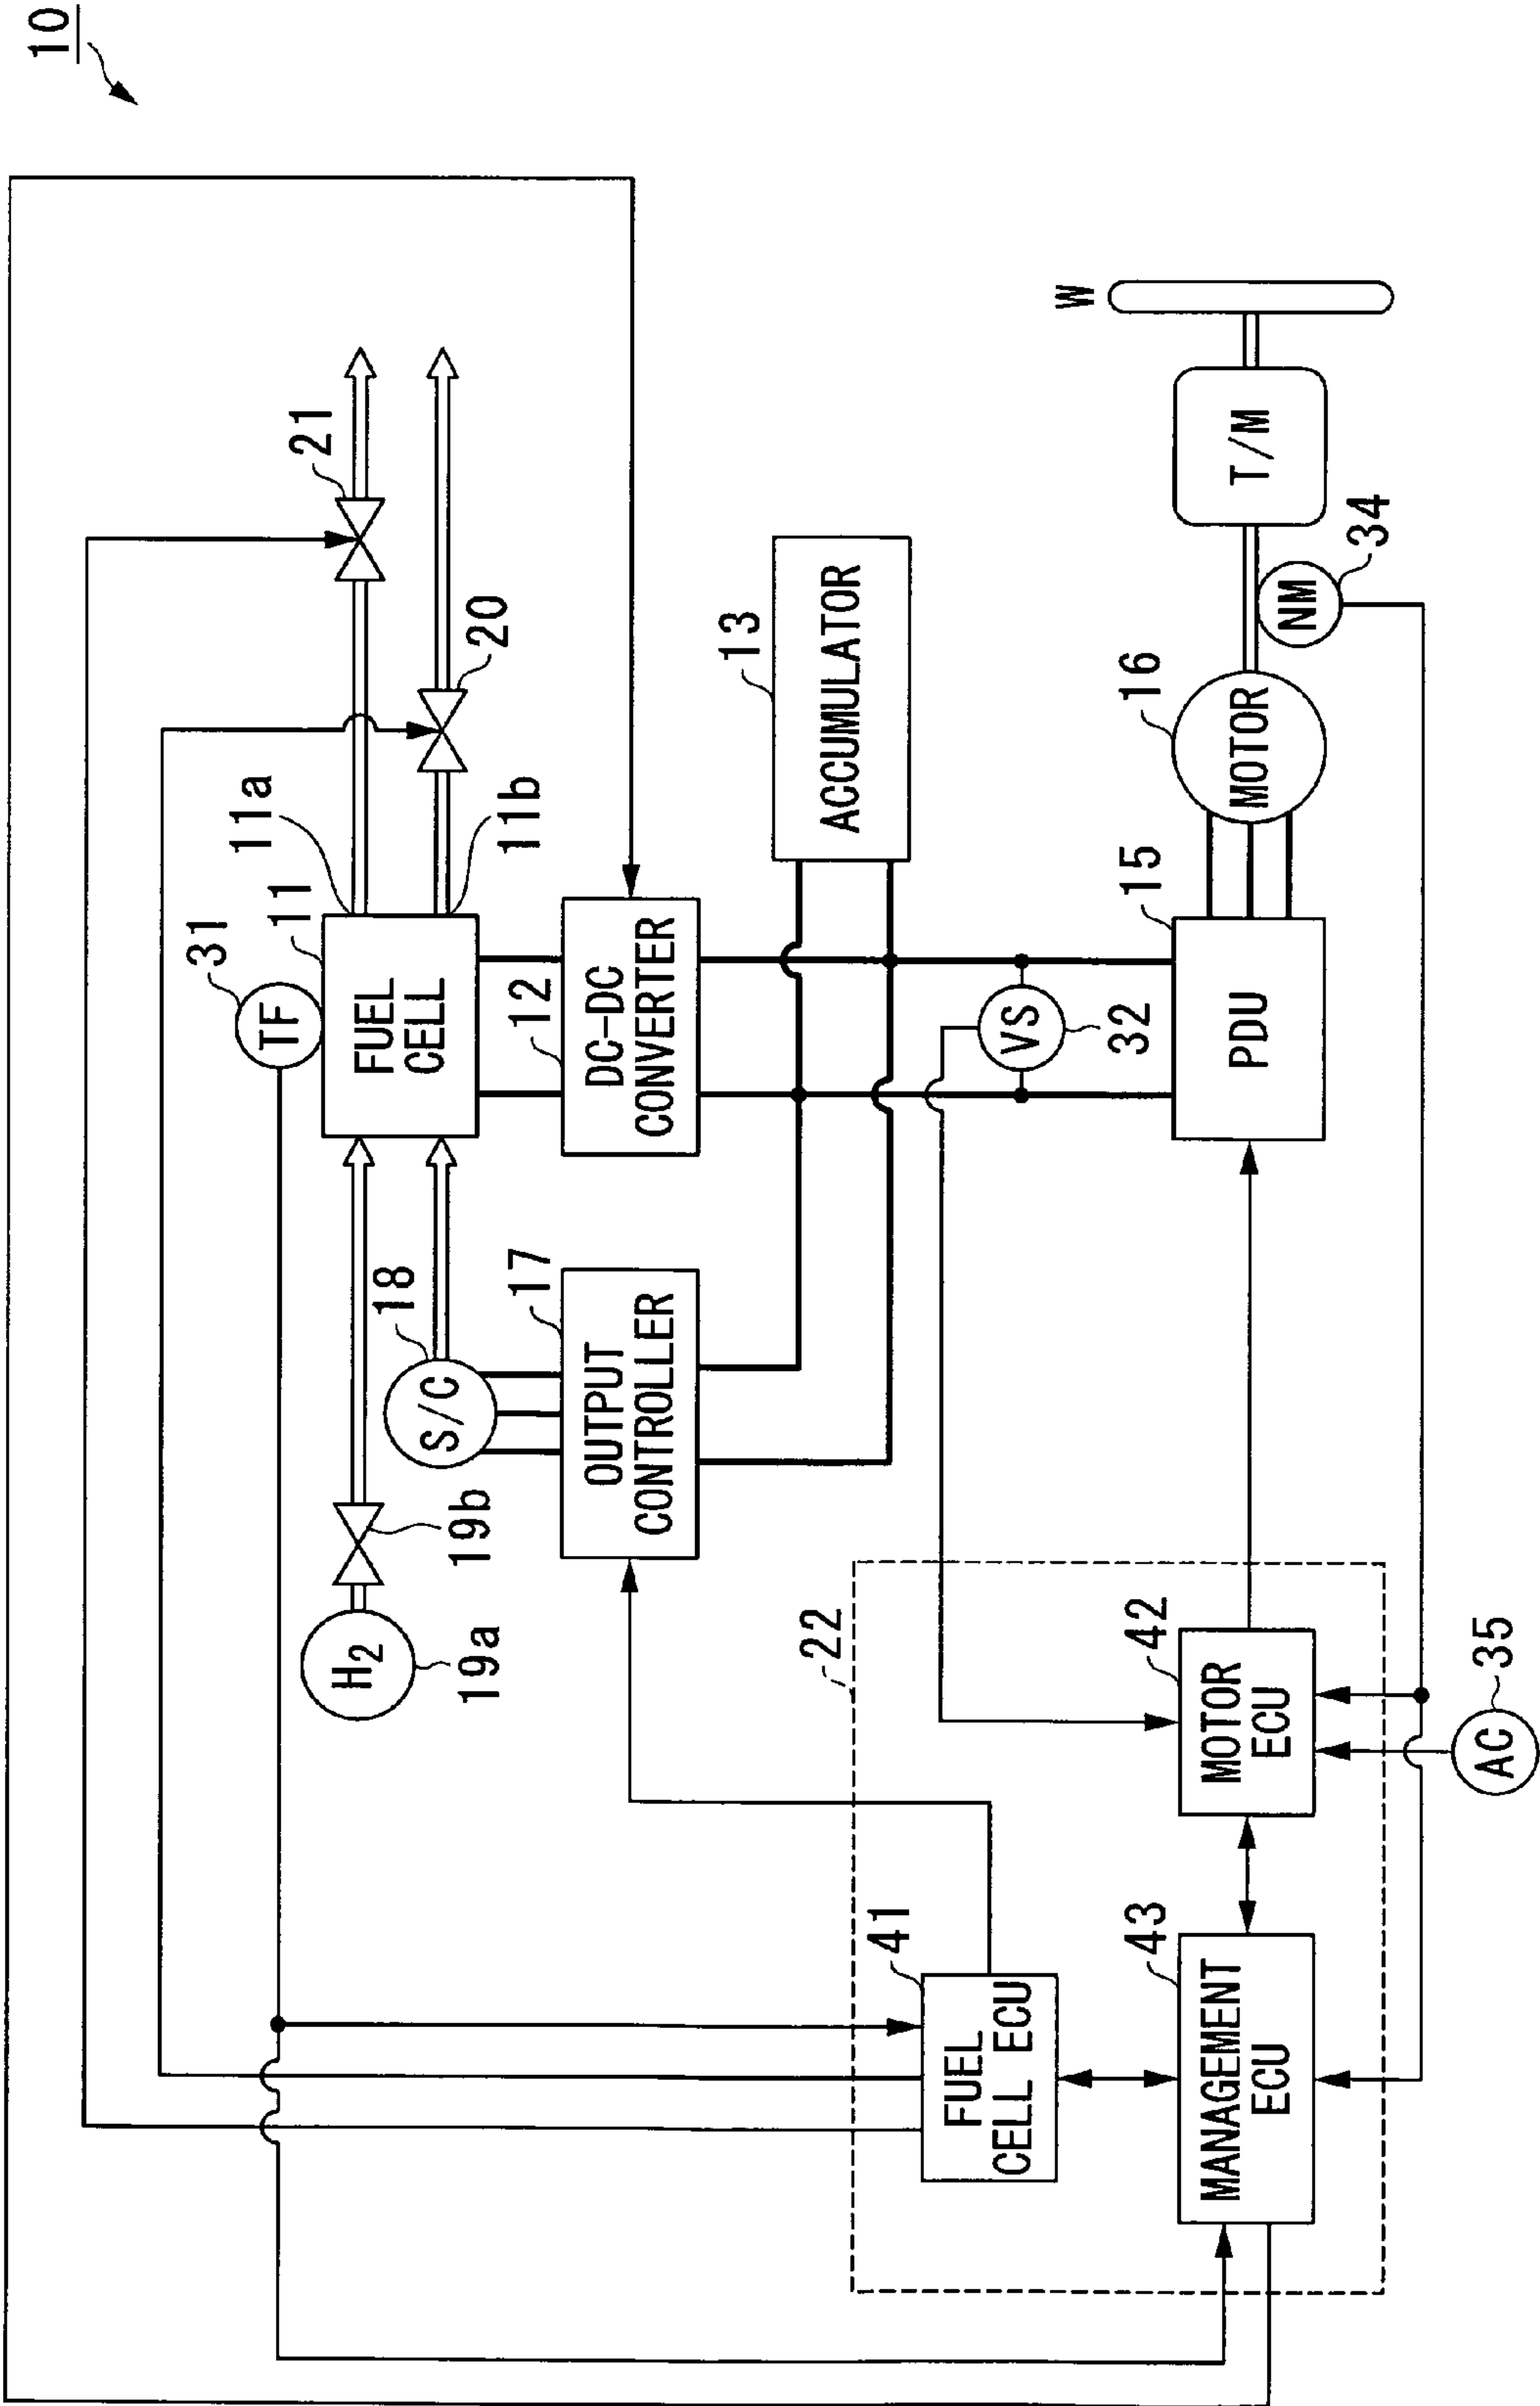 10
21
20
11a
11b
31
TF
11
FUEL
CELL
12
DC-DC
CONVERTER
13
ACCUMULATOR
W
T/M
NM
34
16
MOTOR
15
PDU
VS
32
18
S/C
17
OUTPUT
CONTROLLER
19b
H2
19a
22
42
MOTOR
ECU
AC
35
41
FUEL
CELL ECU
43
MANAGEMENT
ECU